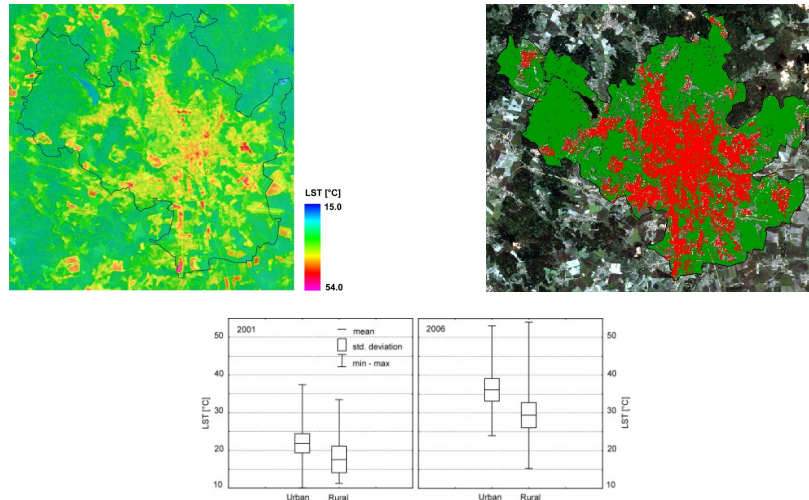 LST [°C]
15.0
54.0
2001
mean
std. deviation
min - max
2006
50
40
30
20
10
LST [°C]
50
40
30
20
10
LST [°C]
Urban Rural
Urban Rural